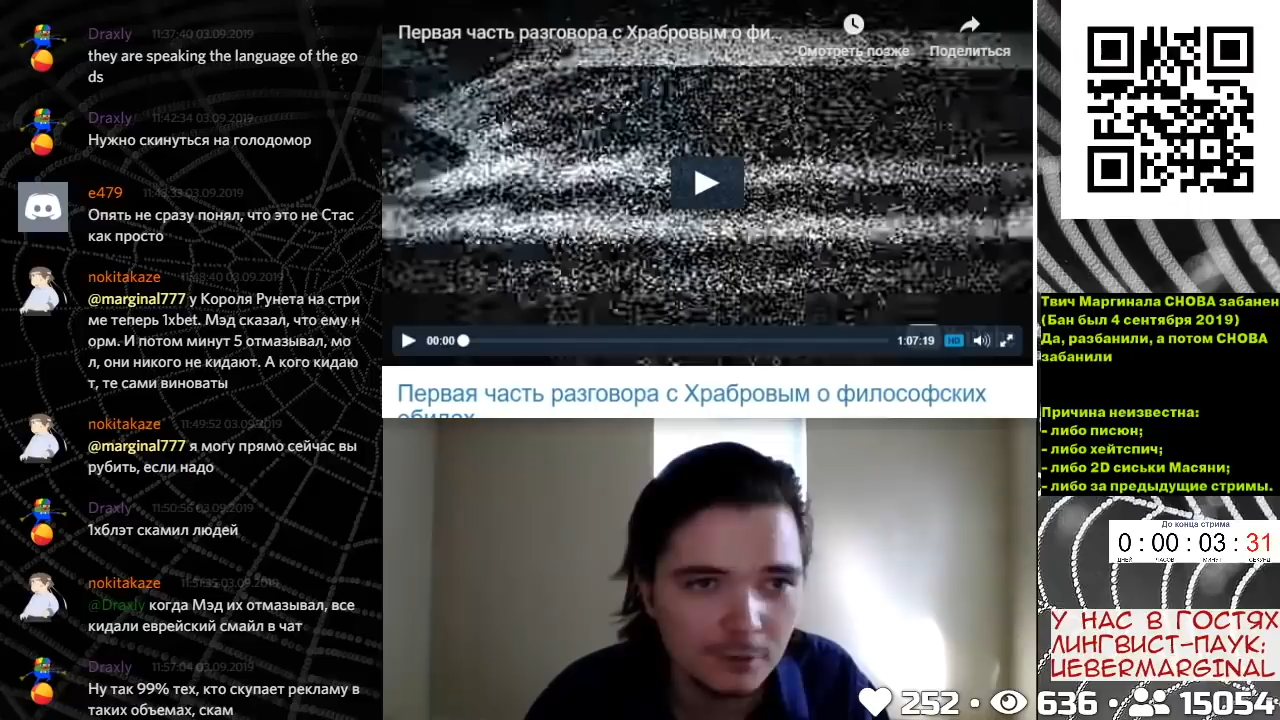 Draxly 11:37:40 03.09.2019
they are speaking the language of the go
ds
Draxly 11:42:34 03.09.2019
Нужно скинуться на голодомор
e479 11:43:33 03.09.2019
Опять не сразу понял, что это не Стас
как просто
nokitakaze 11:48:40 03.09.2019
@marginal777 у Короля Рунета на стри
ме теперь 1xbet. Мэд сказал, что ему н
орм. И потом минут 5 отмазывал, мо
л, они никого не кидают. А кого кидаю
т, те сами виноваты
nokitakaze 11:49:52 03.09.2019
@marginal777 я могу прямо сейчас вы
рубить, если надо
Draxly 11:50:56 03.09.2019
1хблэт скамил людей
nokitakaze 03.09.2019
@Draxly когда Мэд их отмазывал, все
кидали еврейский смайл в чат
Draxly 11:57:04 03.09.2019
Ну так 99% тех, кто скупает рекламу в
таких объемах, скам
Первая часть разговора с Храбровым о фи...
Смотреть позже
Поделиться
00:00
1:07:19
HD
Первая часть разговора с Храбровым о философских
обидах
Твич Маргинала СНОВА забанен
(Бан был 4 сентября 2019)
Да, разбанили, а потом СНОВА
забанили
Причина неизвестна:
- либо писюн;
- либо хейтспич;
- либо 2D сиськи Масяни;
- либо за предыдущие стримы.
До конца стрима
0 : 00 : 03 : 31
ДНЕЙ ЧАСОВ МИНУТ СЕКУНД
У НАС В ГОСТЯХ
ЛИНГВИСТ-ПАУК:
UEBERMARGINAL
252 • 636 • 15054